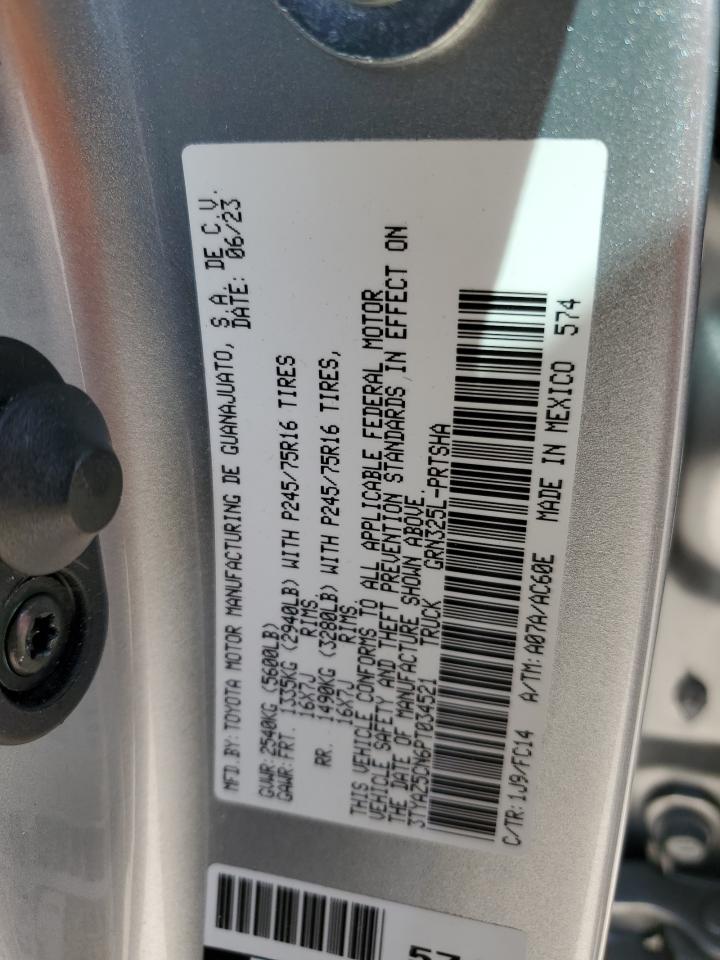 MFD.BY: TOYOTA MOTOR MANUFACTURING DE GUANAJUATO, S.A. DE C.V.
DATE: 06/23
GVWR: 2540KG (5600LB)
GAWR:FRT. 1335KG (2940LB) WITH P245/75R16 TIRES
16X7J RIMS,
RR. 1490KG (3280LB) WITH P245/75R16 TIRES,
16X7J RIMS.
THIS VEHICLE CONFORMS TO ALL APPLICABLE FEDERAL MOTOR
VEHICLE SAFETY AND THEFT PREVENTION STANDARDS IN EFFECT ON
THE DATE OF MANUFACTURE SHOWN ABOVE.
3TYAZ5CN6PT034521 TRUCK GRN325L-PRTSHA
C/TR: 1J9/FC14 A/TM: A07A/AC60E MADE IN MEXICO 574